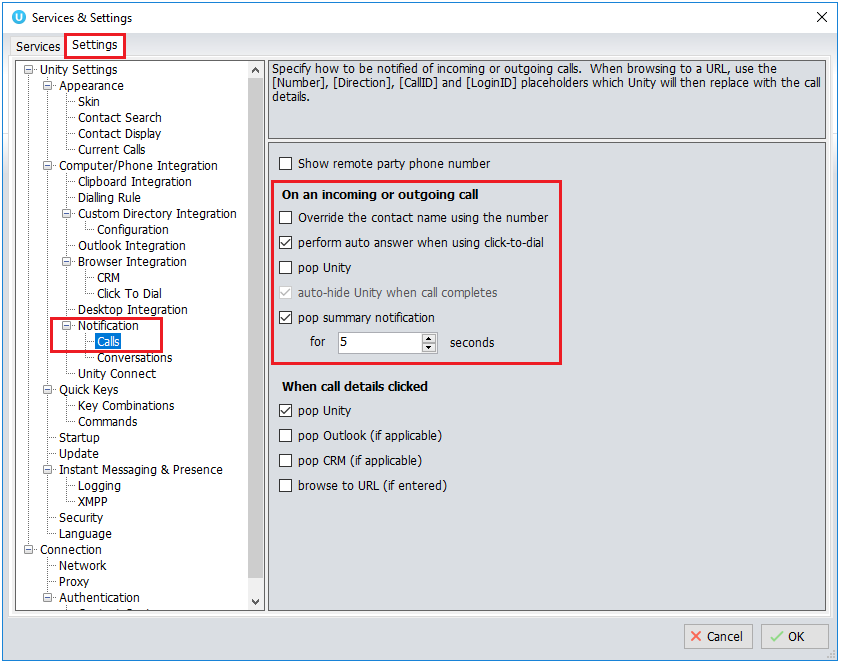 U Services & Settings
Services Settings
Unity Settings
Appearance
Skin
Contact Search
Contact Display
Current Calls
Computer/Phone Integration
Clipboard Integration
Dialling Rule
Custom Directory Integration
Configuration
Outlook Integration
Browser Integration
CRM
Click To Dial
Desktop Integration
Notification
Calls
Conversations
Unity Connect
Quick Keys
Key Combinations
Commands
Startup
Update
Instant Messaging & Presence
Logging
XMPP
Security
Language
Connection
Network
Proxy
Authentication
Specify how to be notified of incoming or outgoing calls. When browsing to a URL, use the
[Number], [Direction], [CallID] and [LoginID] placeholders which Unity will then replace with the call
details.
Show remote party phone number
On an incoming or outgoing call
Override the contact name using the number
perform auto answer when using click-to-dial
pop Unity
auto-hide Unity when call completes
pop summary notification
for 5 seconds
When call details clicked
pop Unity
pop Outlook (if applicable)
pop CRM (if applicable)
browse to URL (if entered)
Cancel OK